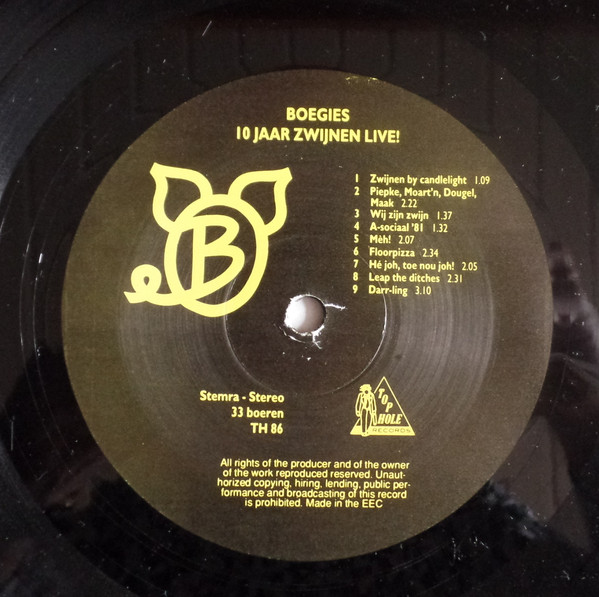 BOEGIES
10 JAAR ZWIJNEN LIVE!
B
1 Zwijnen by candlelight 1.09
2 Piepke, Moart'n, Dougel,
Maak 2.22
3 Wij zijn zwijn 1.37
4 A-sociaal '81 1.32
5 Mèh! 2.07
6 Floorpizza 2.34
7 Hé joh, toe nou joh! 2.05
8 Leap the ditches 2.31
9 Darr-ling 3.10
Stemra - Stereo
33 boeren
TH 86
TOP
HOLE
RECORDS
All rights of the producer and of the owner
of the work reproduced reserved. Unaut-
horized copying, hiring, lending, public per-
formance and broadcasting of this record
is prohibited. Made in the EEC